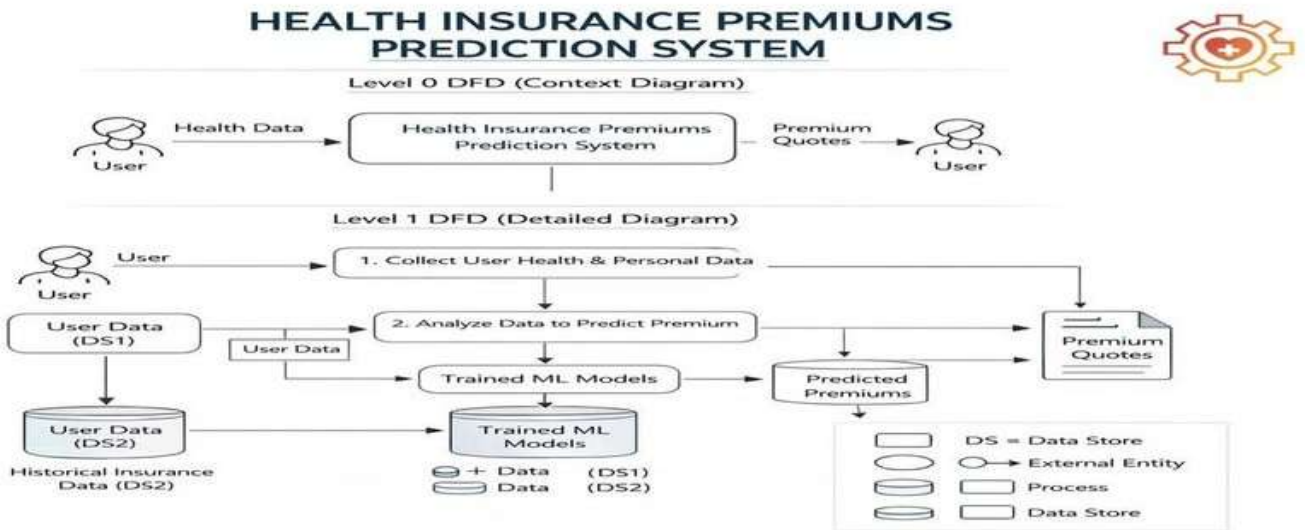 HEALTH INSURANCE PREMIUMS
PREDICTION SYSTEM
Level 0 DFD (Context Diagram)
User
Health Data
Health Insurance Premiums
Prediction System
Premium
Quotes
User
Level 1 DFD (Detailed Diagram)
User
User
1. Collect User Health & Personal Data
User Data
(DS1)
User Data
2. Analyze Data to Predict Premium
Premium
Quotes
Trained ML Models
Predicted
Premiums
User Data
(DS2)
Historical Insurance
Data (DS2)
Trained ML
Models
+ Data (DS1)
Data (DS2)
DS = Data Store
External Entity
Process
Data Store